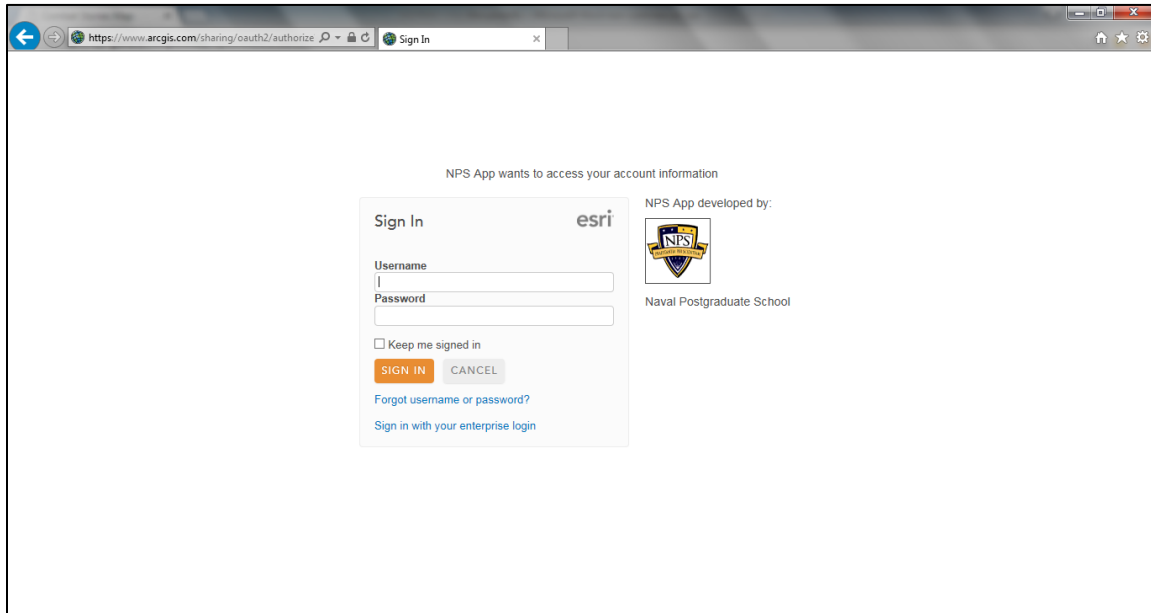 https://www.arcgis.com/sharing/oauth2/authorize
Sign In
NPS App wants to access your account information
Sign In
esri
Username
Password
Keep me signed in
SIGN IN
CANCEL
Forgot username or password?
Sign in with your enterprise login
NPS App developed by:
NPS
Naval Postgraduate School